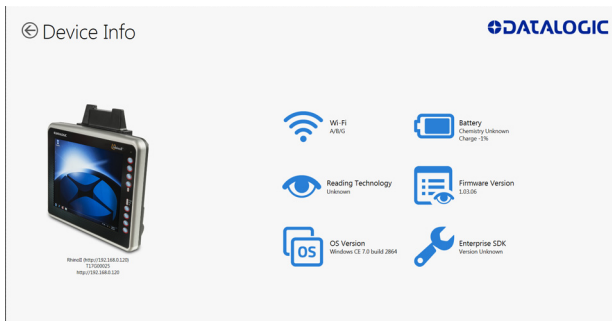 Device Info
DATALOGIC
Wi-Fi
A/B/G
Battery
Chemistry Unknown
Charge -1%
Reading Technology
Unknown
Firmware Version
1.03.06
OS
OS Version
Windows CE 7.0 build 2864
Enterprise SDK
Version Unknown
RhinoII (http://192.168.0.120)
T17G00025
http://192.168.0.120